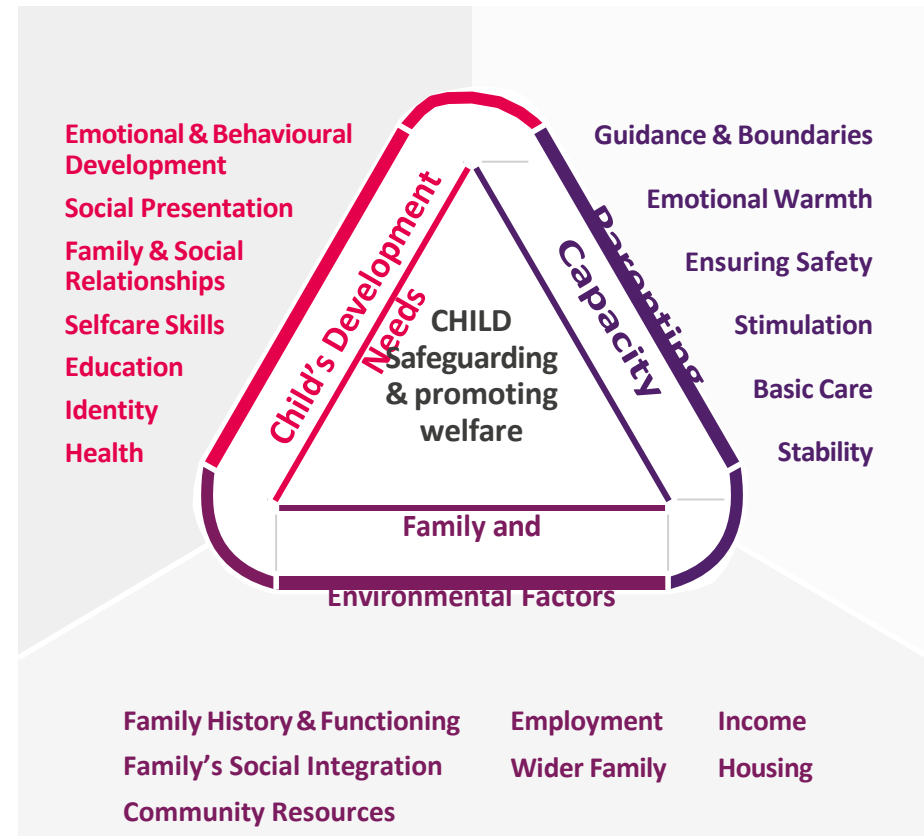 Emotional & Behavioural
Development
Social Presentation
Family & Social
Relationships
Selfcare Skills
Education
Identity
Health
Child's Development
Needs
CHILD
Safeguarding
& promoting
welfare
Parenting
Capacity
Guidance & Boundaries
Emotional Warmth
Ensuring Safety
Stimulation
Basic Care
Stability
Family and
Environmental Factors
Family History & Functioning
Employment
Income
Family's Social Integration
Wider Family
Housing
Community Resources